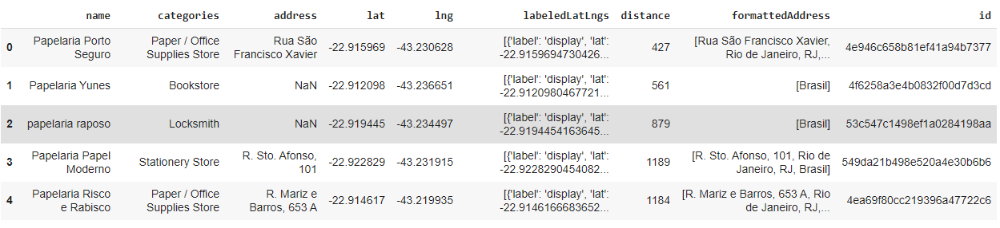 name categories address lat lng labeledLatLngs distance formattedAddress id
0 Papelaria Porto Seguro Paper / Office Supplies Store Rua São Francisco Xavier -22.915969 -43.230628 [{'label': 'display', 'lat': -22.9159694730426... 427 [Rua São Francisco Xavier, Rio de Janeiro, RJ,... 4e946c658b81ef41a94b7377
1 Papelaria Yunes Bookstore NaN -22.912098 -43.236651 [{'label': 'display', 'lat': -22.9120980467721... 561 [Brasil] 4f6258a3e4b0832f00d7d3cd
2 papelaria raposo Locksmith NaN -22.919445 -43.234497 [{'label': 'display', 'lat': -22.9194454163645... 879 [Brasil] 53c547c1498ef1a0284198aa
3 Papelaria Papel Moderno Stationery Store R. Sto. Afonso, 101 -22.922829 -43.231915 [{'label': 'display', 'lat': -22.9228290454082... 1189 [R. Sto. Afonso, 101, Rio de Janeiro, RJ, Brasil] 549da21b498e520a4e30b6b6
4 Papelaria Risco e Rabisco Paper / Office Supplies Store R. Mariz e Barros, 653 A -22.914617 -43.219935 [{'label': 'display', 'lat': -22.9146166683652... 1184 [R. Mariz e Barros, 653 A, Rio de Janeiro, RJ,... 4ea69f80cc219396a47722c6